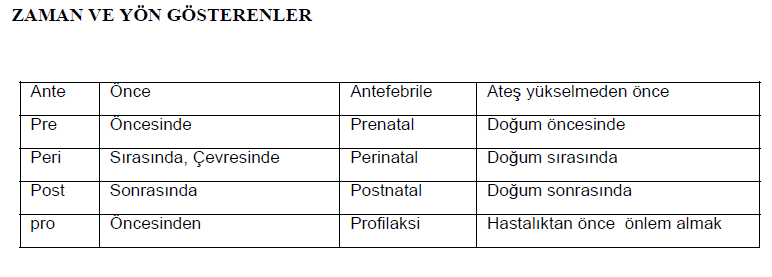 ZAMAN VE YÖN GÖSTERENLER
Ante Önce Antefebrile Ateş yükselmeden önce
Pre Öncesinde Prenatal Doğum öncesinde
Peri Sırasında, Çevresinde Perinatal Doğum sırasında
Post Sonrasında Postnatal Doğum sonrasında
pro Öncesinden Profilaksi Hastalıktan önce önlem almak